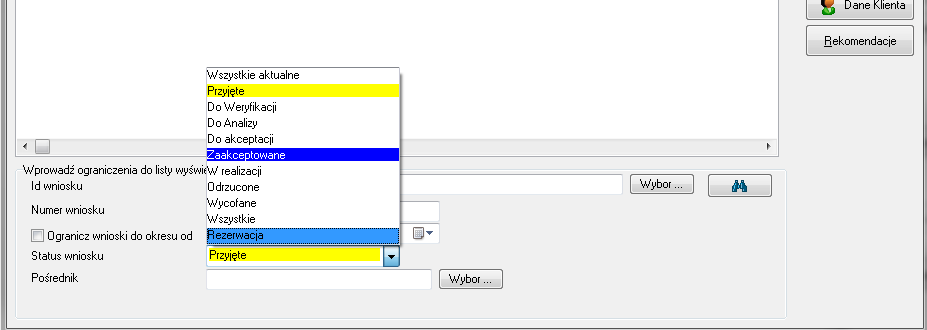 Dane Klienta
Rekomendacje
Wszystkie aktualne
Przyjęte
Do Weryfikacji
Do Analizy
Do akceptacji
Zaakceptowane
W realizacji
Odrzucone
Wycofane
Wszystkie
Rezerwacja
Wprowadź ograniczenia do listy wyświe
Id wniosku
Wybor ...
Numer wniosku
Ogranicz wnioski do okresu od
Status wniosku
Przyjęte
Pośrednik
Wybor ...